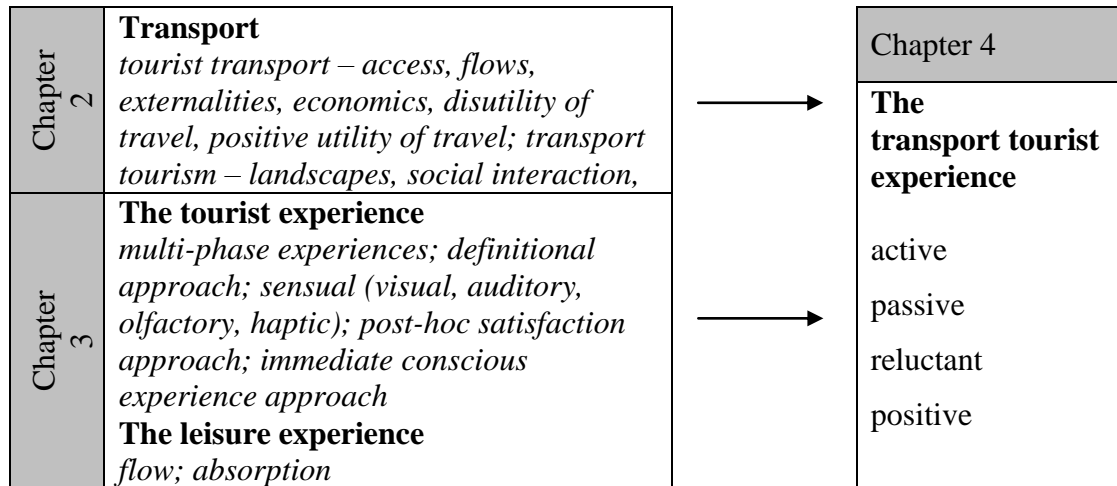 Chapter
2
Transport
tourist transport – access, flows,
externalities, economics, disutility of
travel, positive utility of travel; transport
tourism – landscapes, social interaction,
Chapter
3
The tourist experience
multi-phase experiences; definitional
approach; sensual (visual, auditory,
olfactory, haptic); post-hoc satisfaction
approach; immediate conscious
experience approach
The leisure experience
flow; absorption
Chapter 4
The
transport tourist
experience
active
passive
reluctant
positive